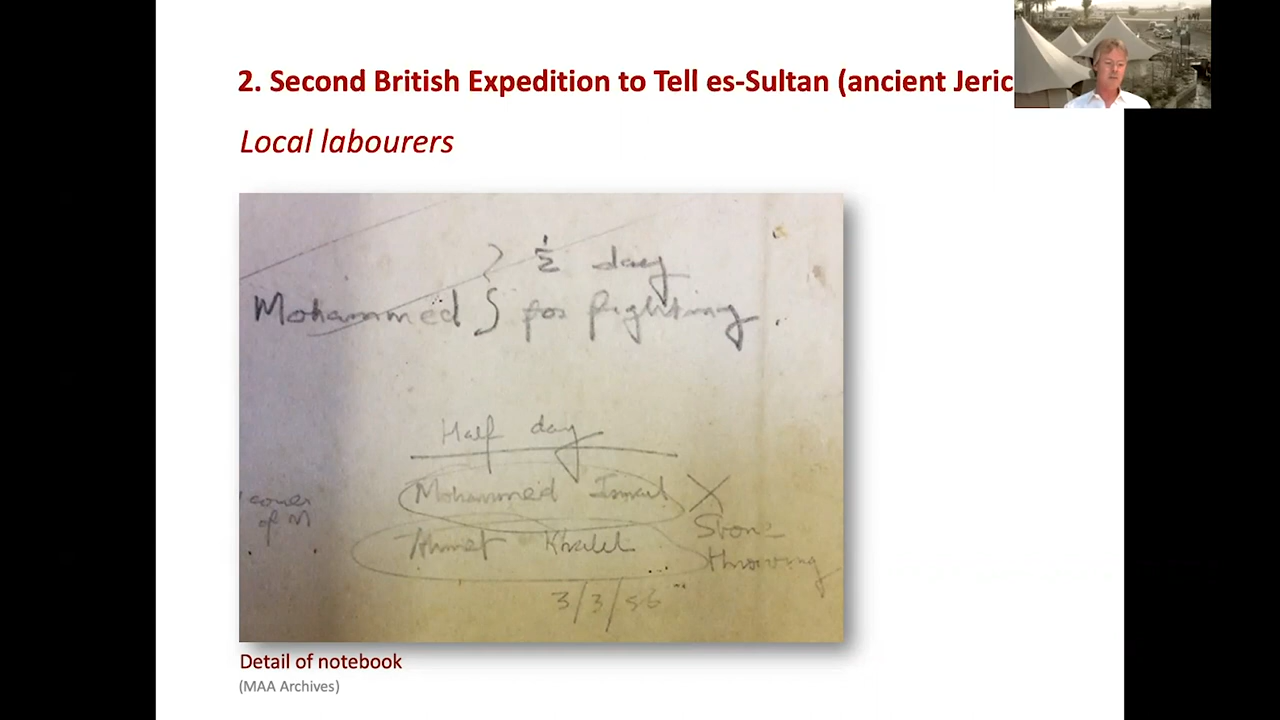 2. Second British Expedition to Tell es-Sultan (ancient Jeric
Local labourers
} ½ day
Mohammed } for fighting.
Half day
Mohammed Ismail X
Ahmet Khalil
Stone
throwing
of M
3/3/56
Detail of notebook
(MAA Archives)